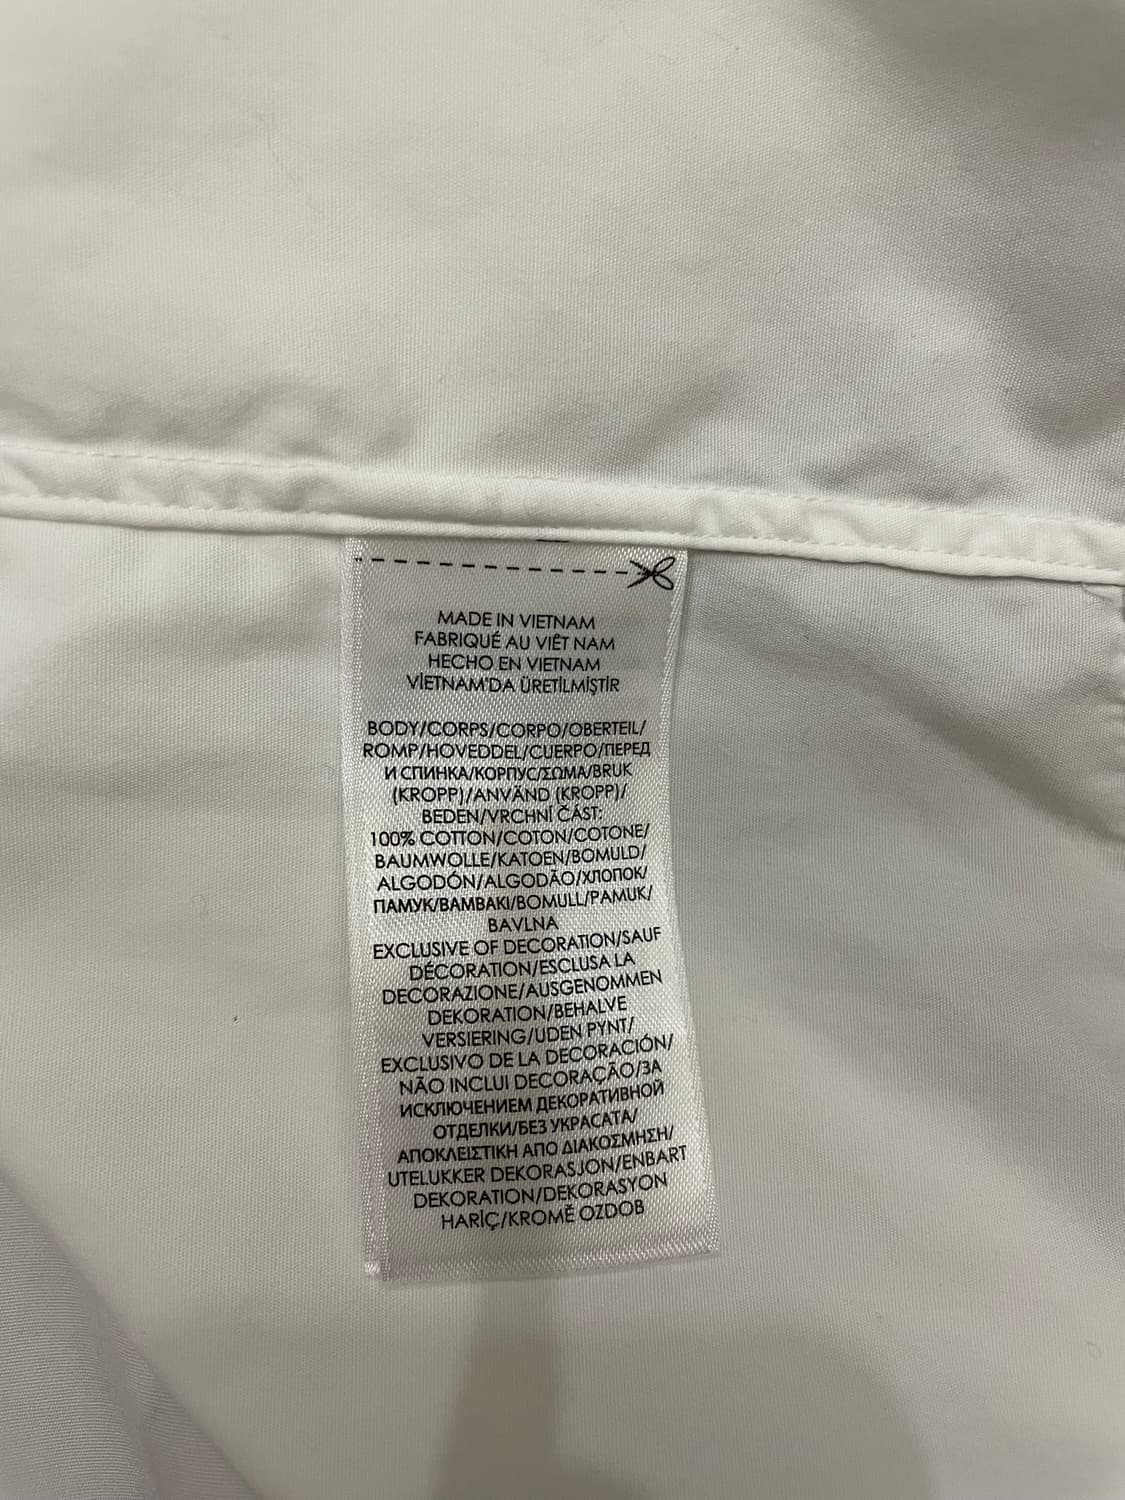 MADE IN VIETNAM
FABRIQUÉ AU VIÊT NAM
HECHO EN VIETNAM
VİETNAM'DA ÜRETİLMİŞTİR
BODY/CORPS/CORPO/OBERTEIL/
ROMP/HOVEDDEL/CUERPO/ПЕРЕД
И СПИНКА/КОРПУС/ΣΩΜΑ/BRUK
(KROPP)/ANVÄND (KROPP)/
BEDEN/VRCHNÍ ČÁST:
100% COTTON/COTON/COTONE/
BAUMWOLLE/KATOEN/BOMULD/
ALGODÓN/ALGODÃO/ХЛОПОК/
ПАМУК/ΒΑΜΒΑΚΙ/BOMULL/PAMUK/
BAVLNA
EXCLUSIVE OF DECORATION/SAUF
DÉCORATION/ESCLUSA LA
DECORAZIONE/AUSGENOMMEN
DEKORATION/BEHALVE
VERSIERING/UDEN PYNT/
EXCLUSIVO DE LA DECORACIÓN/
NÃO INCLUI DECORAÇÃO/ЗА
ИСКЛЮЧЕНИЕМ ДЕКОРАТИВНОЙ
ОТДЕЛКИ/БЕЗ УКРАСАТА/
ΑΠΟΚΛΕΙΣΤΙΚΗ ΑΠΟ ΔΙΑΚΟΣΜΗΣΗ/
UTELUKKER DEKORASJON/ENBART
DEKORATION/DEKORASYON
HARİÇ/KROMĚ OZDOB